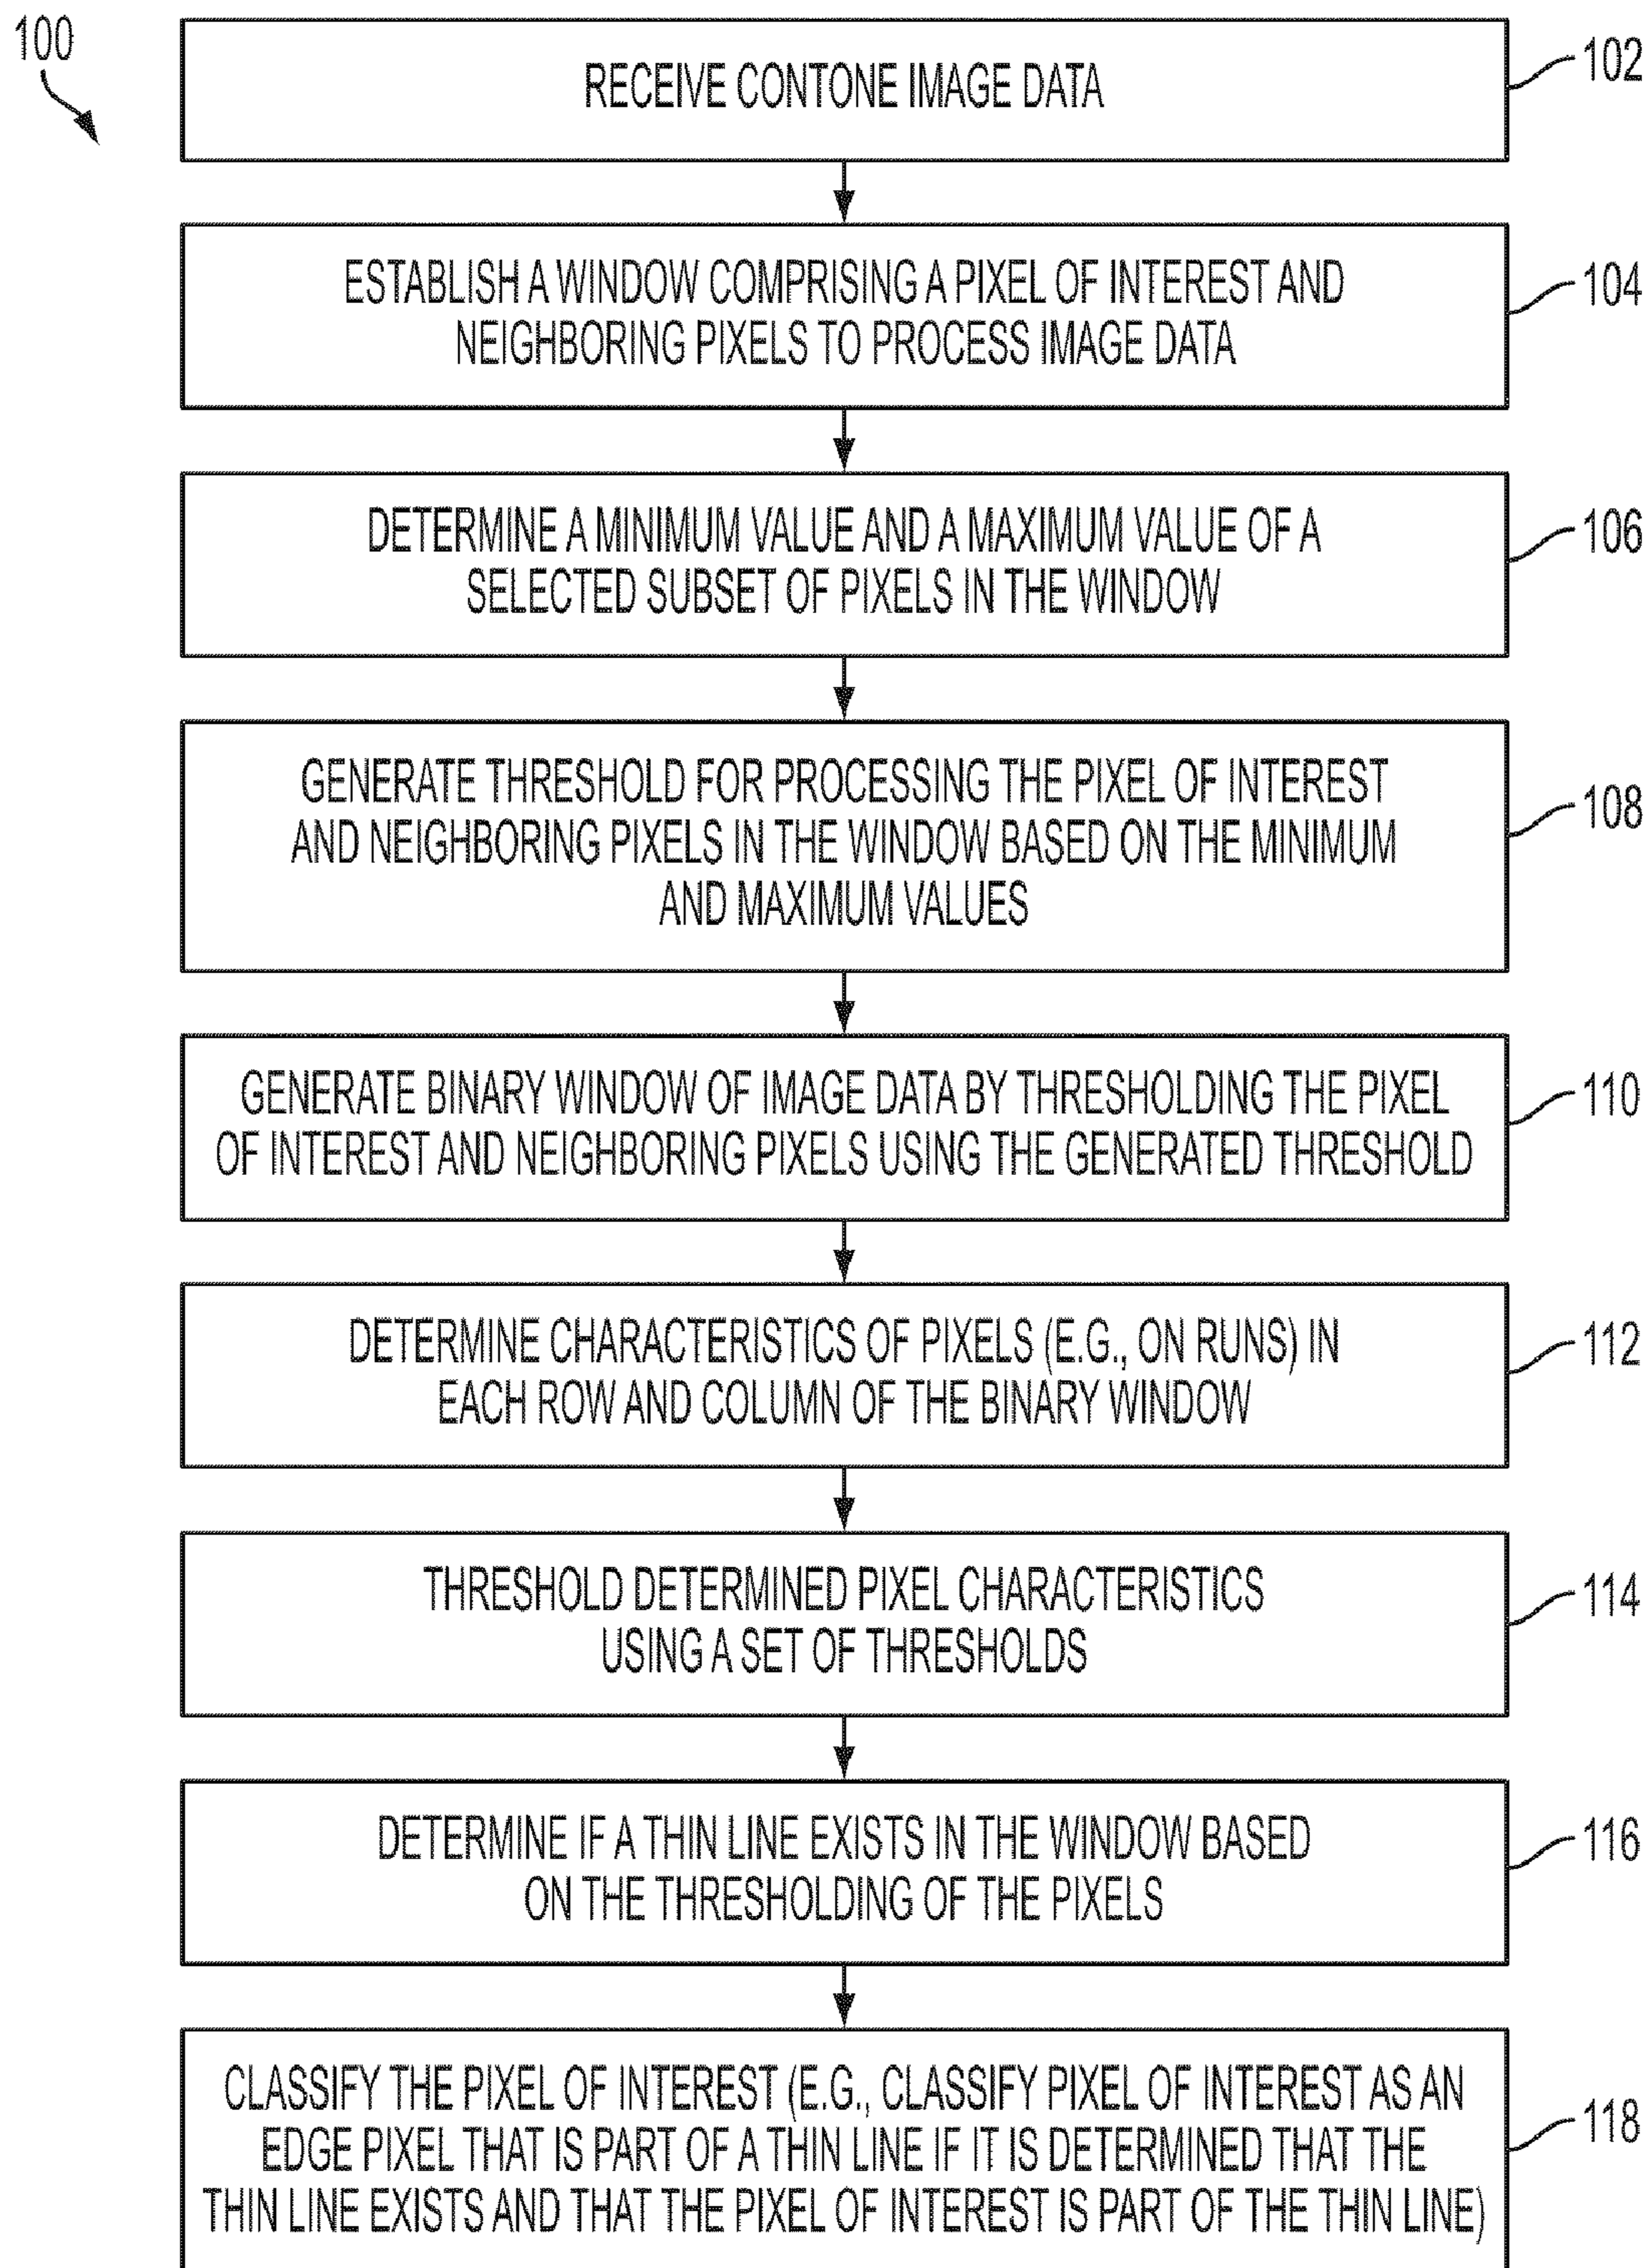 100
RECEIVE CONTONE IMAGE DATA
102
ESTABLISH A WINDOW COMPRISING A PIXEL OF INTEREST AND
NEIGHBORING PIXELS TO PROCESS IMAGE DATA
104
DETERMINE A MINIMUM VALUE AND A MAXIMUM VALUE OF A
SELECTED SUBSET OF PIXELS IN THE WINDOW
106
GENERATE THRESHOLD FOR PROCESSING THE PIXEL OF INTEREST
AND NEIGHBORING PIXELS IN THE WINDOW BASED ON THE MINIMUM
AND MAXIMUM VALUES
108
GENERATE BINARY WINDOW OF IMAGE DATA BY THRESHOLDING THE PIXEL
OF INTEREST AND NEIGHBORING PIXELS USING THE GENERATED THRESHOLD
110
DETERMINE CHARACTERISTICS OF PIXELS (E.G., ON RUNS) IN
EACH ROW AND COLUMN OF THE BINARY WINDOW
112
THRESHOLD DETERMINED PIXEL CHARACTERISTICS
USING A SET OF THRESHOLDS
114
DETERMINE IF A THIN LINE EXISTS IN THE WINDOW BASED
ON THE THRESHOLDING OF THE PIXELS
116
CLASSIFY THE PIXEL OF INTEREST (E.G., CLASSIFY PIXEL OF INTEREST AS AN
EDGE PIXEL THAT IS PART OF A THIN LINE IF IT IS DETERMINED THAT THE
THIN LINE EXISTS AND THAT THE PIXEL OF INTEREST IS PART OF THE THIN LINE)
118